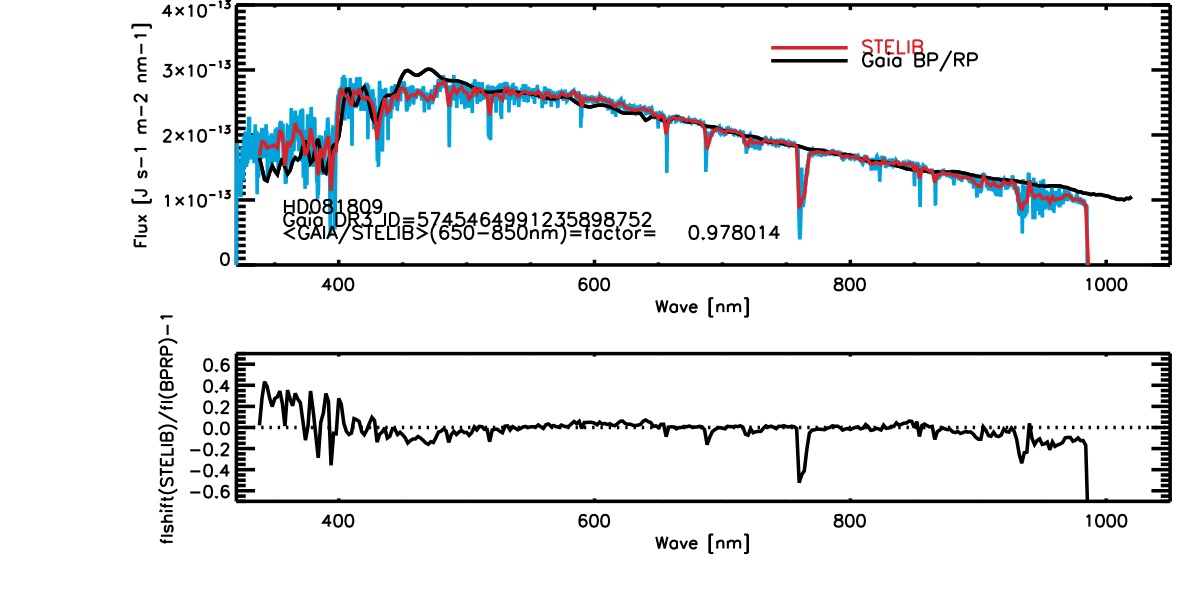 4×10−13
3×10−13
2×10−13
1×10−13
0
Flux [J s−1 m−2 nm−1]
STELIB
Gaia BP/RP
HD081809
Gaia DR3 ID=5745464991235898752
<GAIA/STELIB>(650−850nm)=factor= 0.978014
400 600 800 1000
Wave [nm]
flshift(STELIB)/fl(BPRP)−1
0.6
0.4
0.2
0.0
−0.2
−0.4
−0.6
400 600 800 1000
Wave [nm]